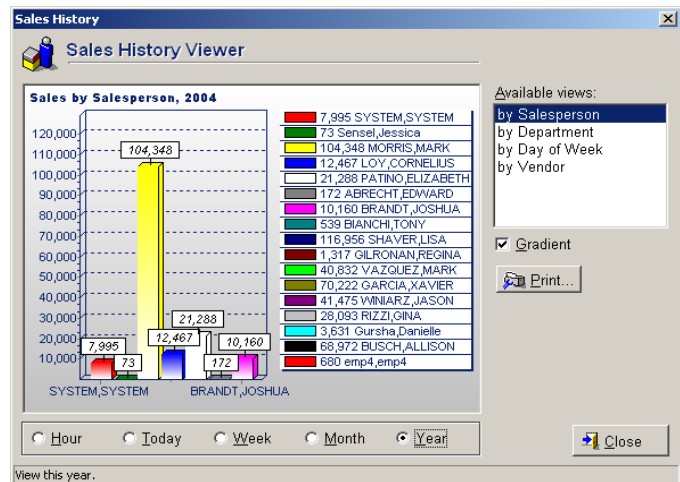 Sales History
Sales History Viewer
Sales by Salesperson, 2004
120,000
110,000
100,000
90,000
80,000
70,000
60,000
50,000
40,000
30,000
20,000
10,000
104,348
21,288
7,995
12,467
10,160
73
172
SYSTEM,SYSTEM
BRANDT,JOSHUA
7,995 SYSTEM,SYSTEM
73 Sensel,Jessica
104,348 MORRIS,MARK
12,467 LOY,CORNELIUS
21,288 PATINO,ELIZABETH
172 ABRECHT,EDWARD
10,160 BRANDT,JOSHUA
539 BIANCHI,TONY
116,956 SHAVER,LISA
1,317 GILRONAN,REGINA
40,832 VAZQUEZ,MARK
70,222 GARCIA,XAVIER
41,475 WINIARZ,JASON
28,093 RIZZI,GINA
3,631 Gursha,Danielle
68,972 BUSCH,ALLISON
680 emp4,emp4
Available views:
by Salesperson
by Department
by Day of Week
by Vendor
Gradient
Print...
Hour
Today
Week
Month
Year
Close
View this year.